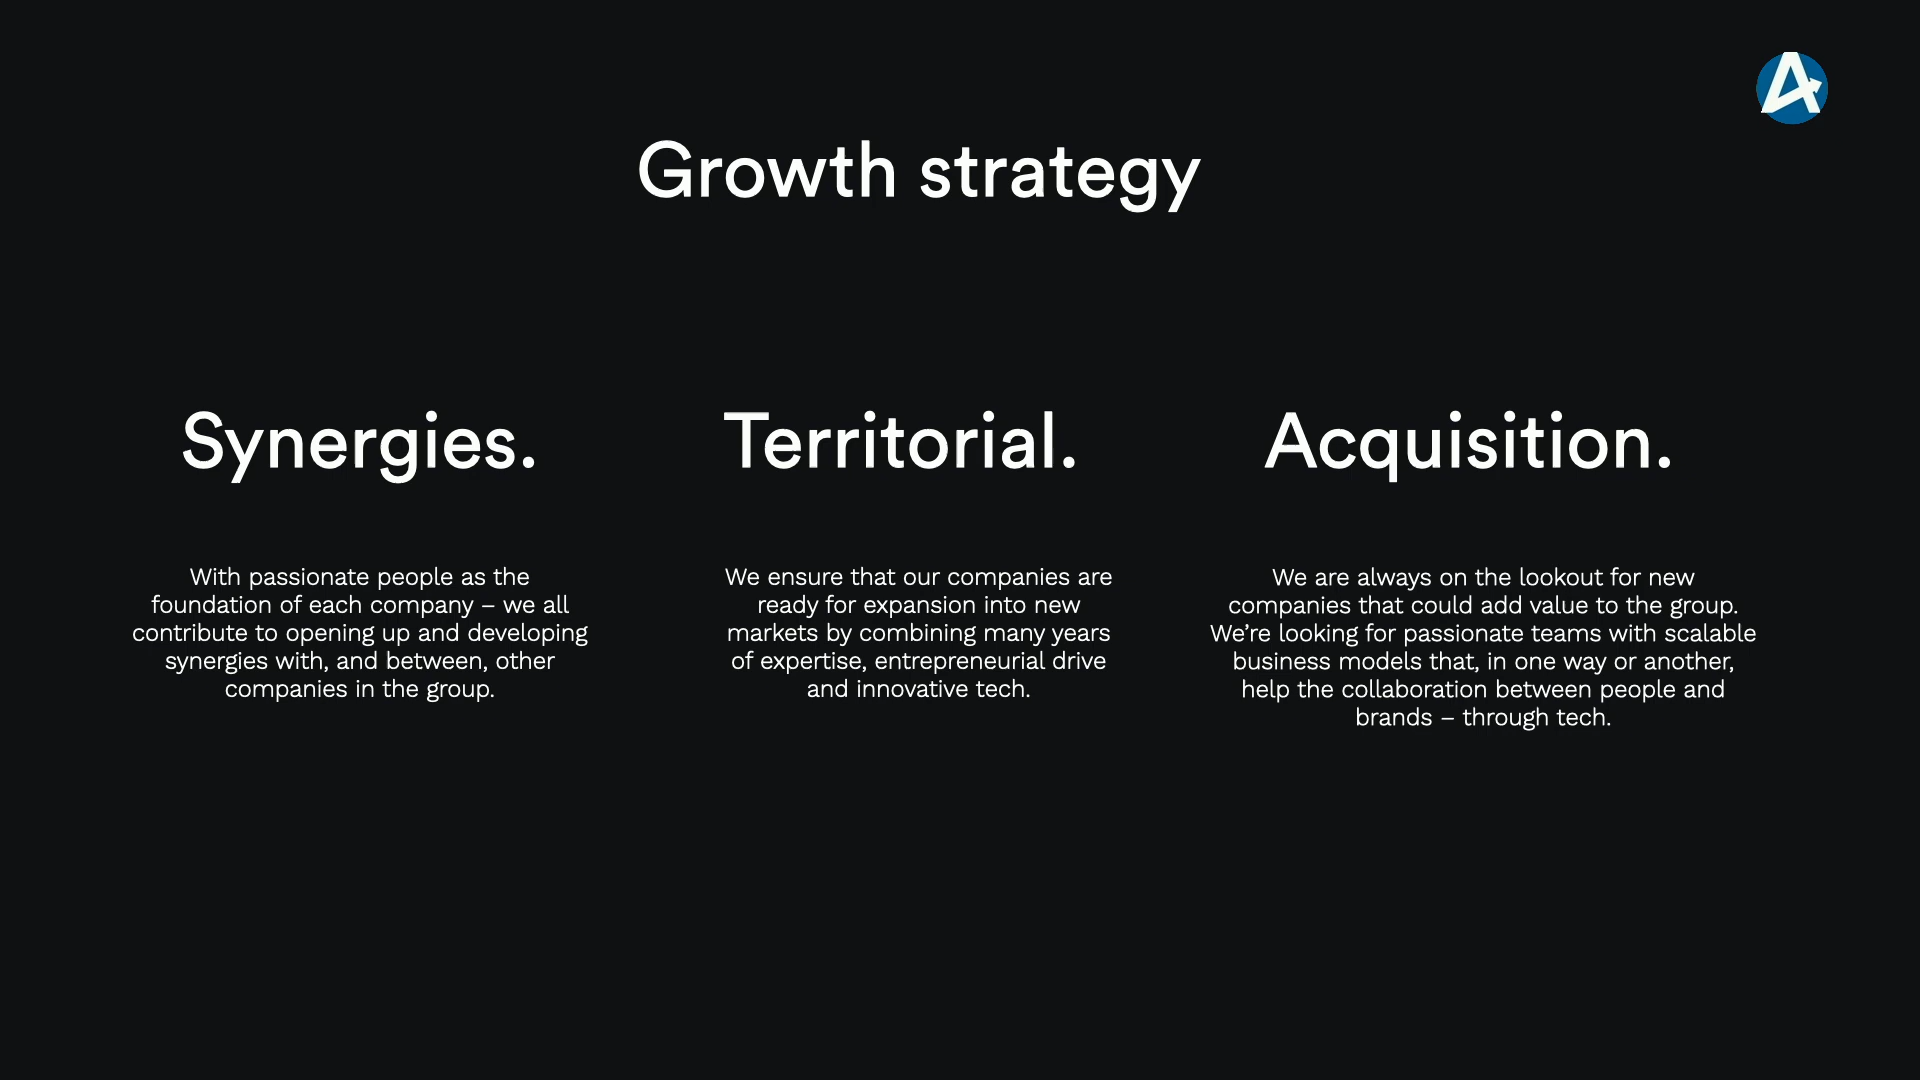 Growth strategy
Synergies.
With passionate people as the
foundation of each company – we all
contribute to opening up and developing
synergies with, and between, other
companies in the group.
Territorial.
We ensure that our companies are
ready for expansion into new
markets by combining many years
of expertise, entrepreneurial drive
and innovative tech.
Acquisition.
We are always on the lookout for new
companies that could add value to the group.
We’re looking for passionate teams with scalable
business models that, in one way or another,
help the collaboration between people and
brands – through tech.